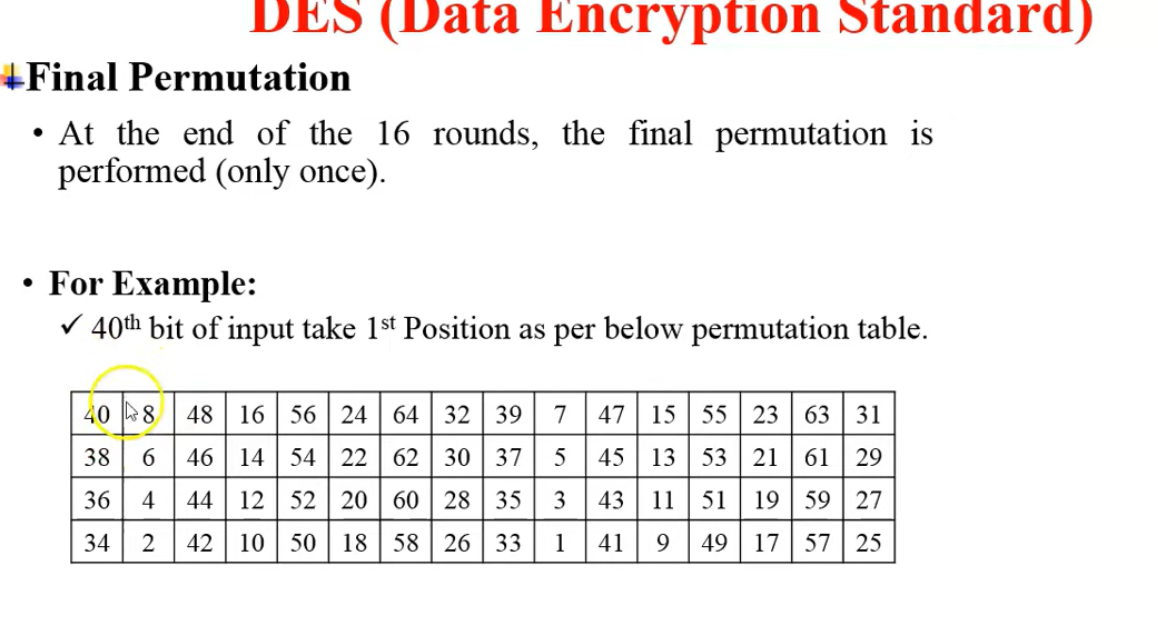 DES (Data Encryption Standard)
Final Permutation
• At the end of the 16 rounds, the final permutation is
performed (only once).
• For Example:
✓ 40th bit of input take 1st Position as per below permutation table.
40 8 48 16 56 24 64 32 39 7 47 15 55 23 63 31
38 6 46 14 54 22 62 30 37 5 45 13 53 21 61 29
36 4 44 12 52 20 60 28 35 3 43 11 51 19 59 27
34 2 42 10 50 18 58 26 33 1 41 9 49 17 57 25